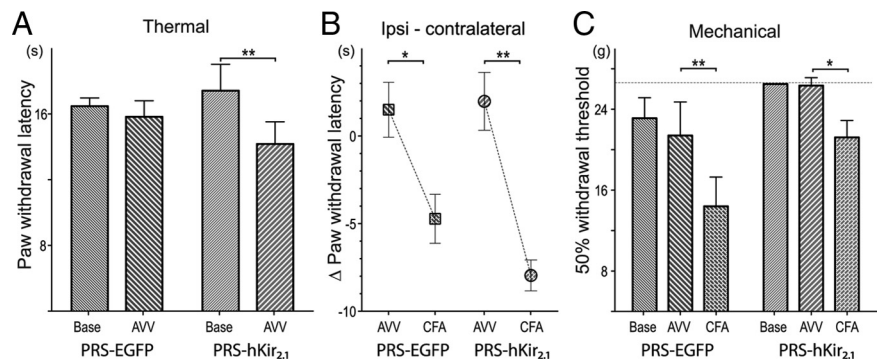 A
Thermal
(s)
**
Paw withdrawal latency
16
8
Base
AVV
Base
AVV
PRS-EGFP
PRS-hKir2.1
B
Ipsi - contralateral
(s)
*
**
Δ Paw withdrawal latency
0
-5
-10
AVV
CFA
AVV
CFA
PRS-EGFP
PRS-hKir2.1
C
Mechanical
(g)
**
*
50% withdrawal threshold
24
16
8
Base
AVV
CFA
Base
AVV
CFA
PRS-EGFP
PRS-hKir2.1